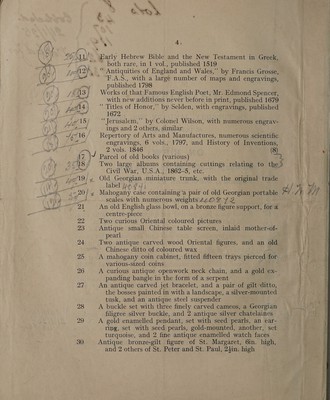 4.
11 Early Hebrew Bible and the New Testament in Greek,
both rare, in 1 vol., published 1519
12 "Antiquities of England and Wales," by Francis Grosse,
F.A.S., with a large number of maps and engravings,
published 1798
13 Works of that Famous English Poet, Mr. Edmond Spencer,
with new additions never before in print, published 1679
14 "Titles of Honor," by Selden, with engravings, published
1672
15 "Jerusalem," by Colonel Wilson, with numerous engrav-
ings and 2 others, similar
16 Repertory of Arts and Manufactures, numerous scientific
engravings, 6 vols., 1797, and History of Inventions,
2 vols. 1846 (8)
17 Parcel of old books (various)
18 Two large albums containing cuttings relating to the
Civil War, U.S.A., 1862-5, etc.
19 Old Georgian miniature trunk, with the original trade
label
20 Mahogany case containing a pair of old Georgian portable
scales with numerous weights
21 An old English glass bowl, on a bronze figure support, for a
centre-piece
22 Two curious Oriental coloured pictures
23 Antique small Chinese table screen, inlaid mother-of-
pearl
24 Two antique carved wood Oriental figures, and an old
Chinese ditto of coloured wax
25 A mahogany coin cabinet, fitted fifteen trays pierced for
various-sized coins
26 A curious antique openwork neck chain, and a gold ex-
panding bangle in the form of a serpent
27 An antique carved jet bracelet, and a pair of gilt ditto,
the bosses painted in with a landscape, a silver-mounted
tusk, and an antique steel suspender
28 A buckle set with three finely carved cameos, a Georgian
filigree silver buckle, and 2 antique silver chatelaines
29 A gold enamelled pendant, set with seed pearls, an ear-
ring, set with seed pearls, gold-mounted, another, set
turquoise, and 2 fine antique enamelled watch faces
30 Antique bronze-gilt figure of St. Margaret, 6in. high,
and 2 others of St. Peter and St. Paul, 2½in. high